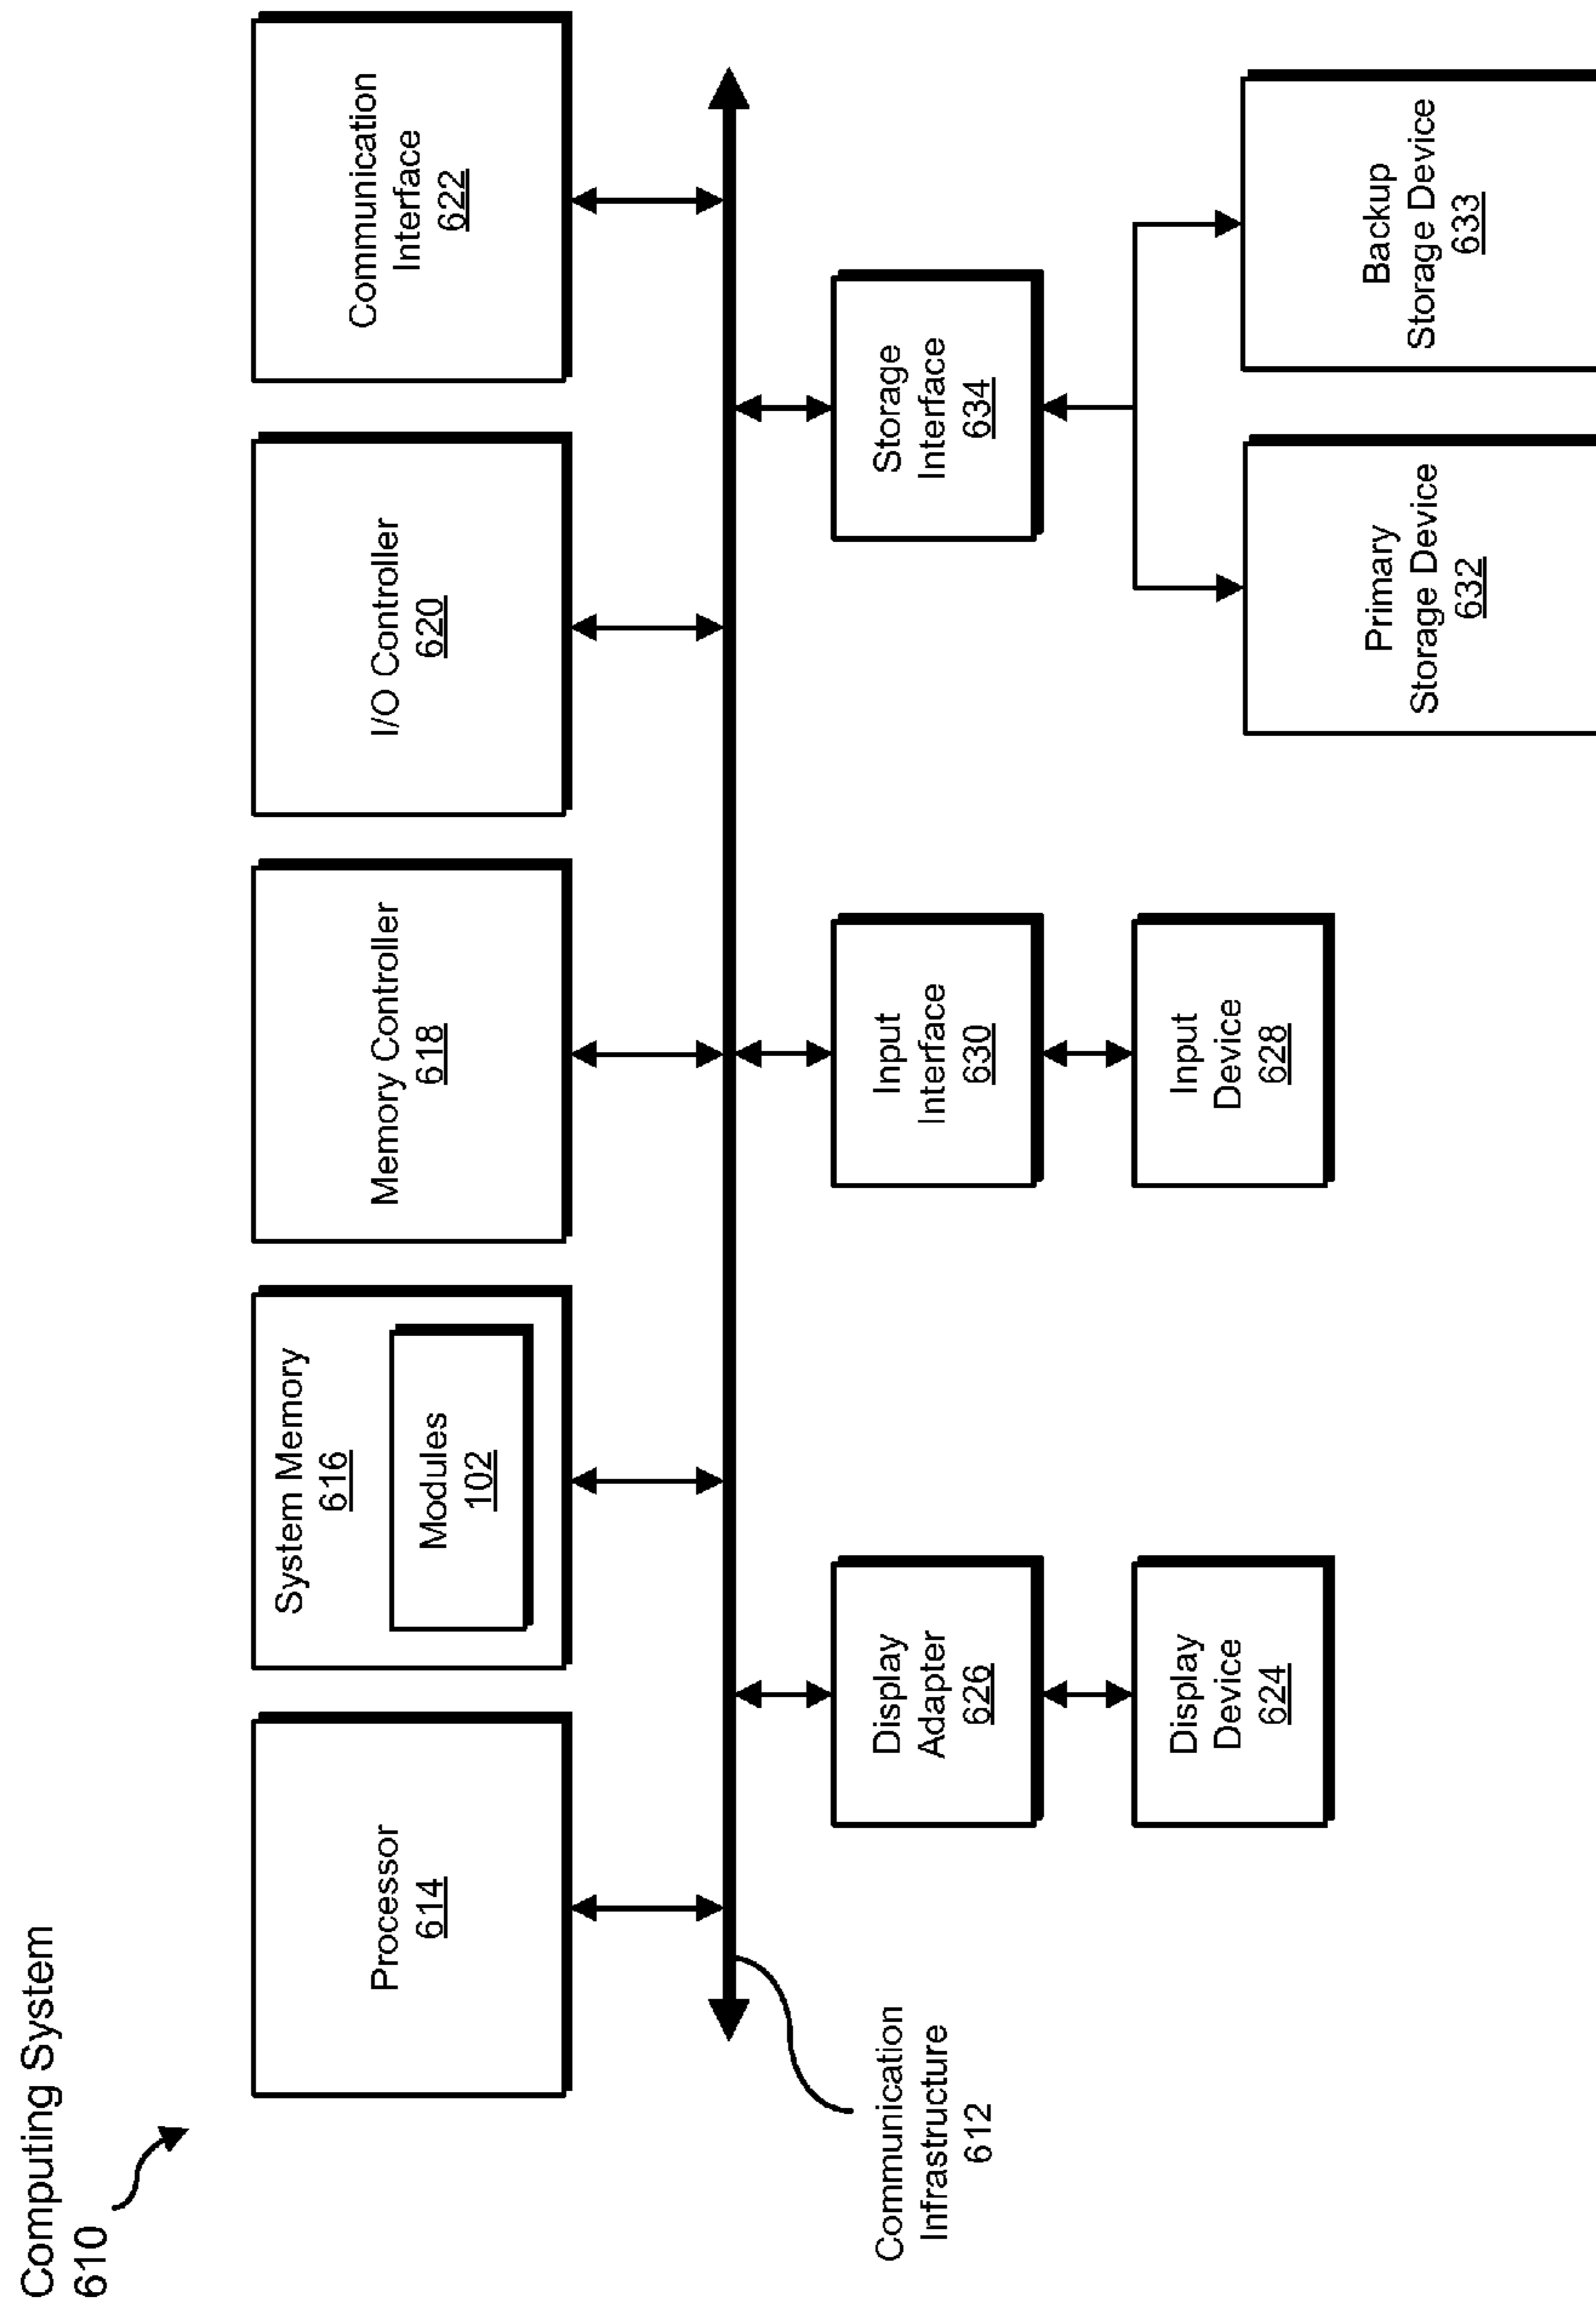 Computing System
610
Processor
614
System Memory
616
Modules
102
Memory Controller
618
I/O Controller
620
Communication
Interface
622
Communication
Infrastructure
612
Display
Adapter
626
Input
Interface
630
Storage
Interface
634
Display
Device
624
Input
Device
628
Primary
Storage Device
632
Backup
Storage Device
633